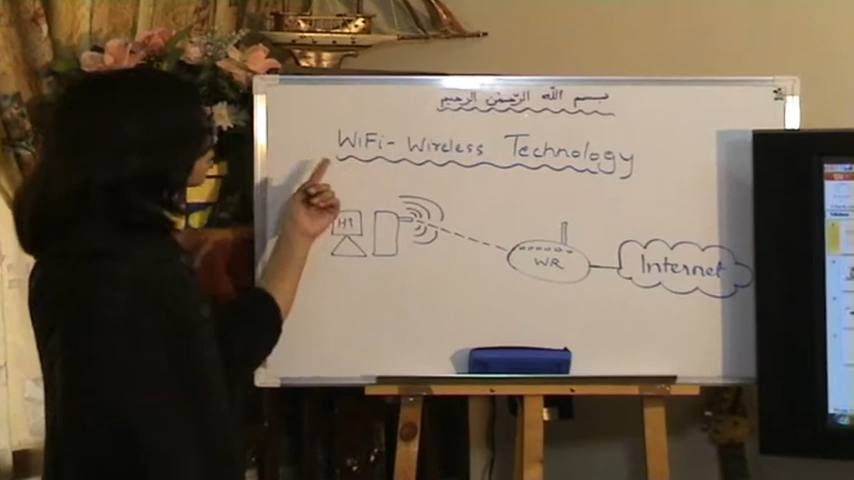 بسم الله الرحمن الرحيم
WiFi- Wireless Technology
H1
WR
Internet